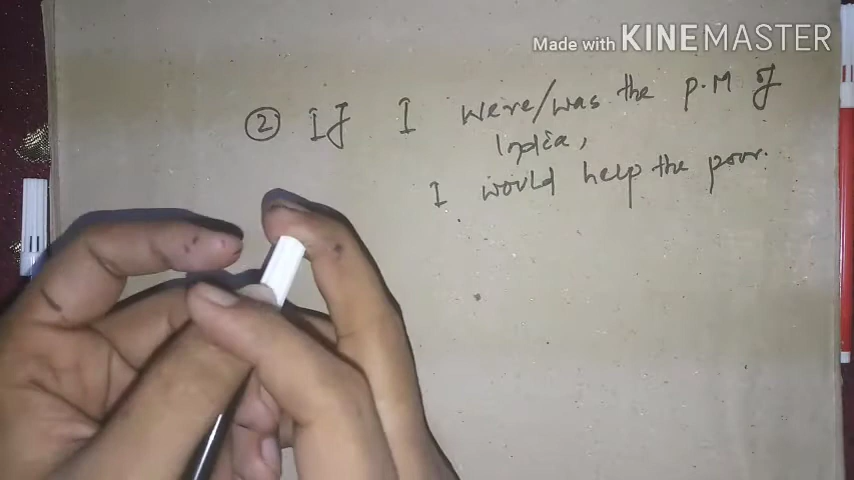 Made with KINEMASTER
② If I were/was the P.M of
India,
I would help the poor.